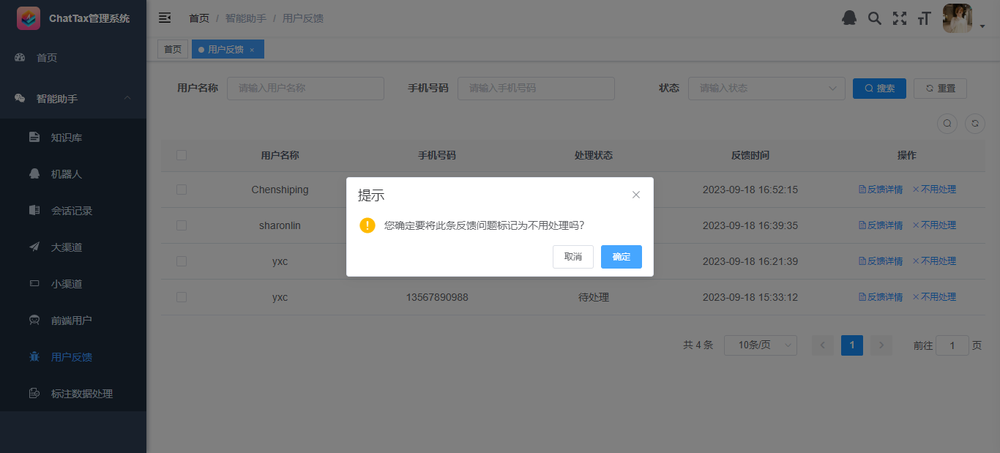 ChatTax管理系统
首页 / 智能助手 / 用户反馈
首页
用户反馈 ×
首页
智能助手
知识库
机器人
会话记录
大渠道
小渠道
前端用户
用户反馈
标注数据处理
用户名称 请输入用户名称 手机号码 请输入手机号码 状态 请输入状态 搜索 重置
用户名称 手机号码 处理状态 反馈时间 操作
Chenshiping 2023-09-18 16:52:15 反馈详情 不用处理
sharonlin 2023-09-18 16:39:35 反馈详情 不用处理
yxc 2023-09-18 16:21:39 反馈详情 不用处理
yxc 13567890988 待处理 2023-09-18 15:33:12 反馈详情 不用处理
提示
您确定要将此条反馈问题标记为不用处理吗?
取消 确定
共 4 条 10条/页 1 前往 1 页